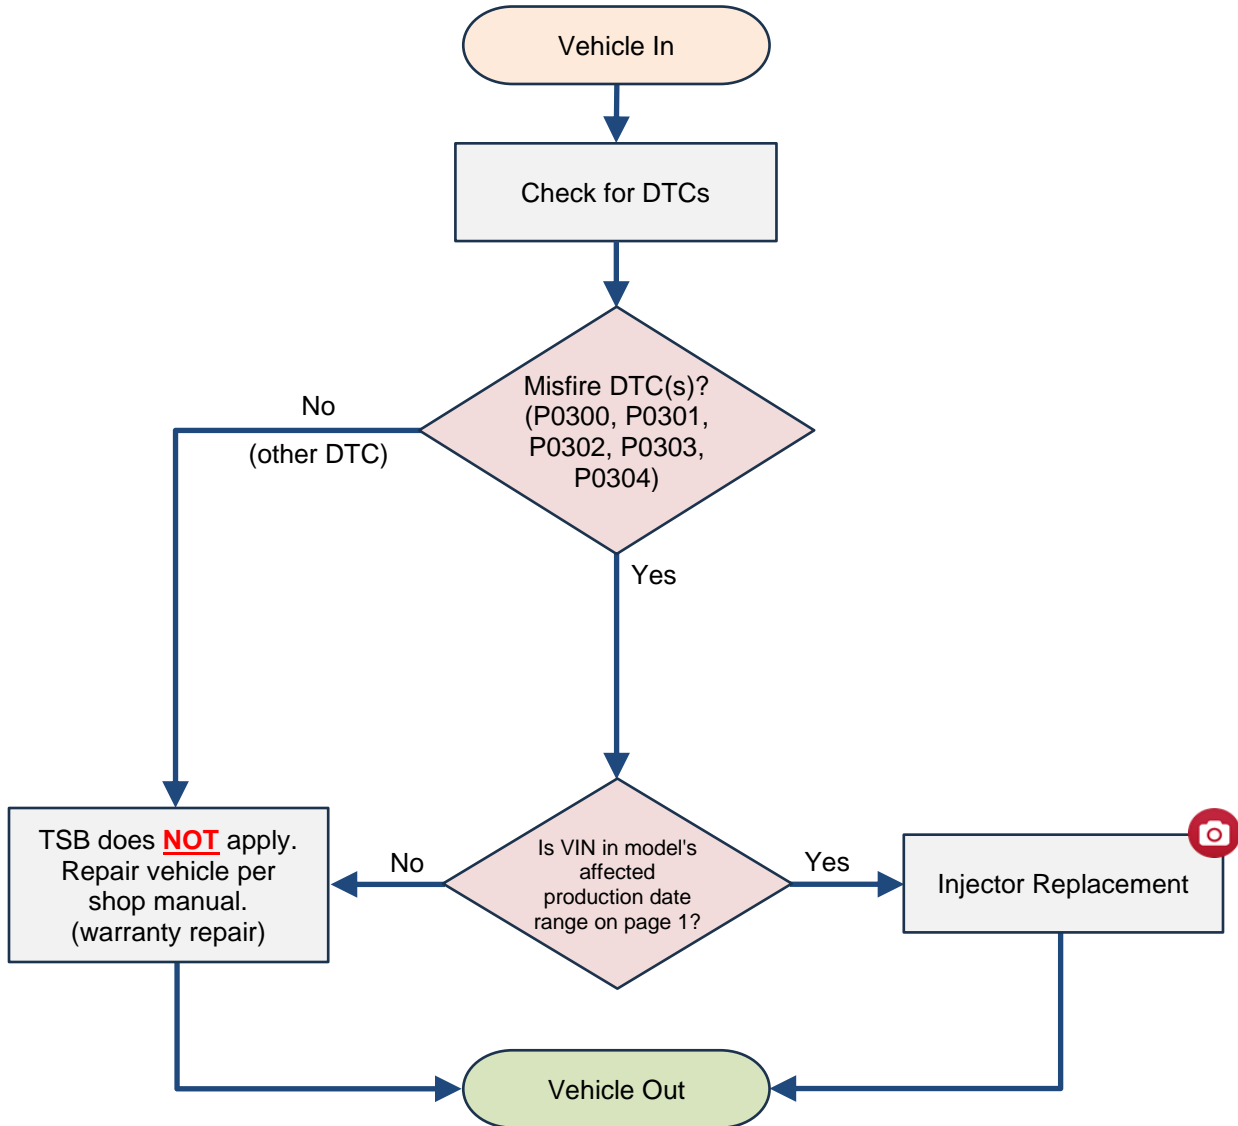 Vehicle In
Check for DTCs
Misfire DTC(s)?
(P0300, P0301,
P0302, P0303,
P0304)
No
(other DTC)
Yes
TSB does NOT apply.
Repair vehicle per
shop manual.
(warranty repair)
No
Is VIN in model's
affected
production date
range on page 1?
Yes
Injector Replacement
Vehicle Out